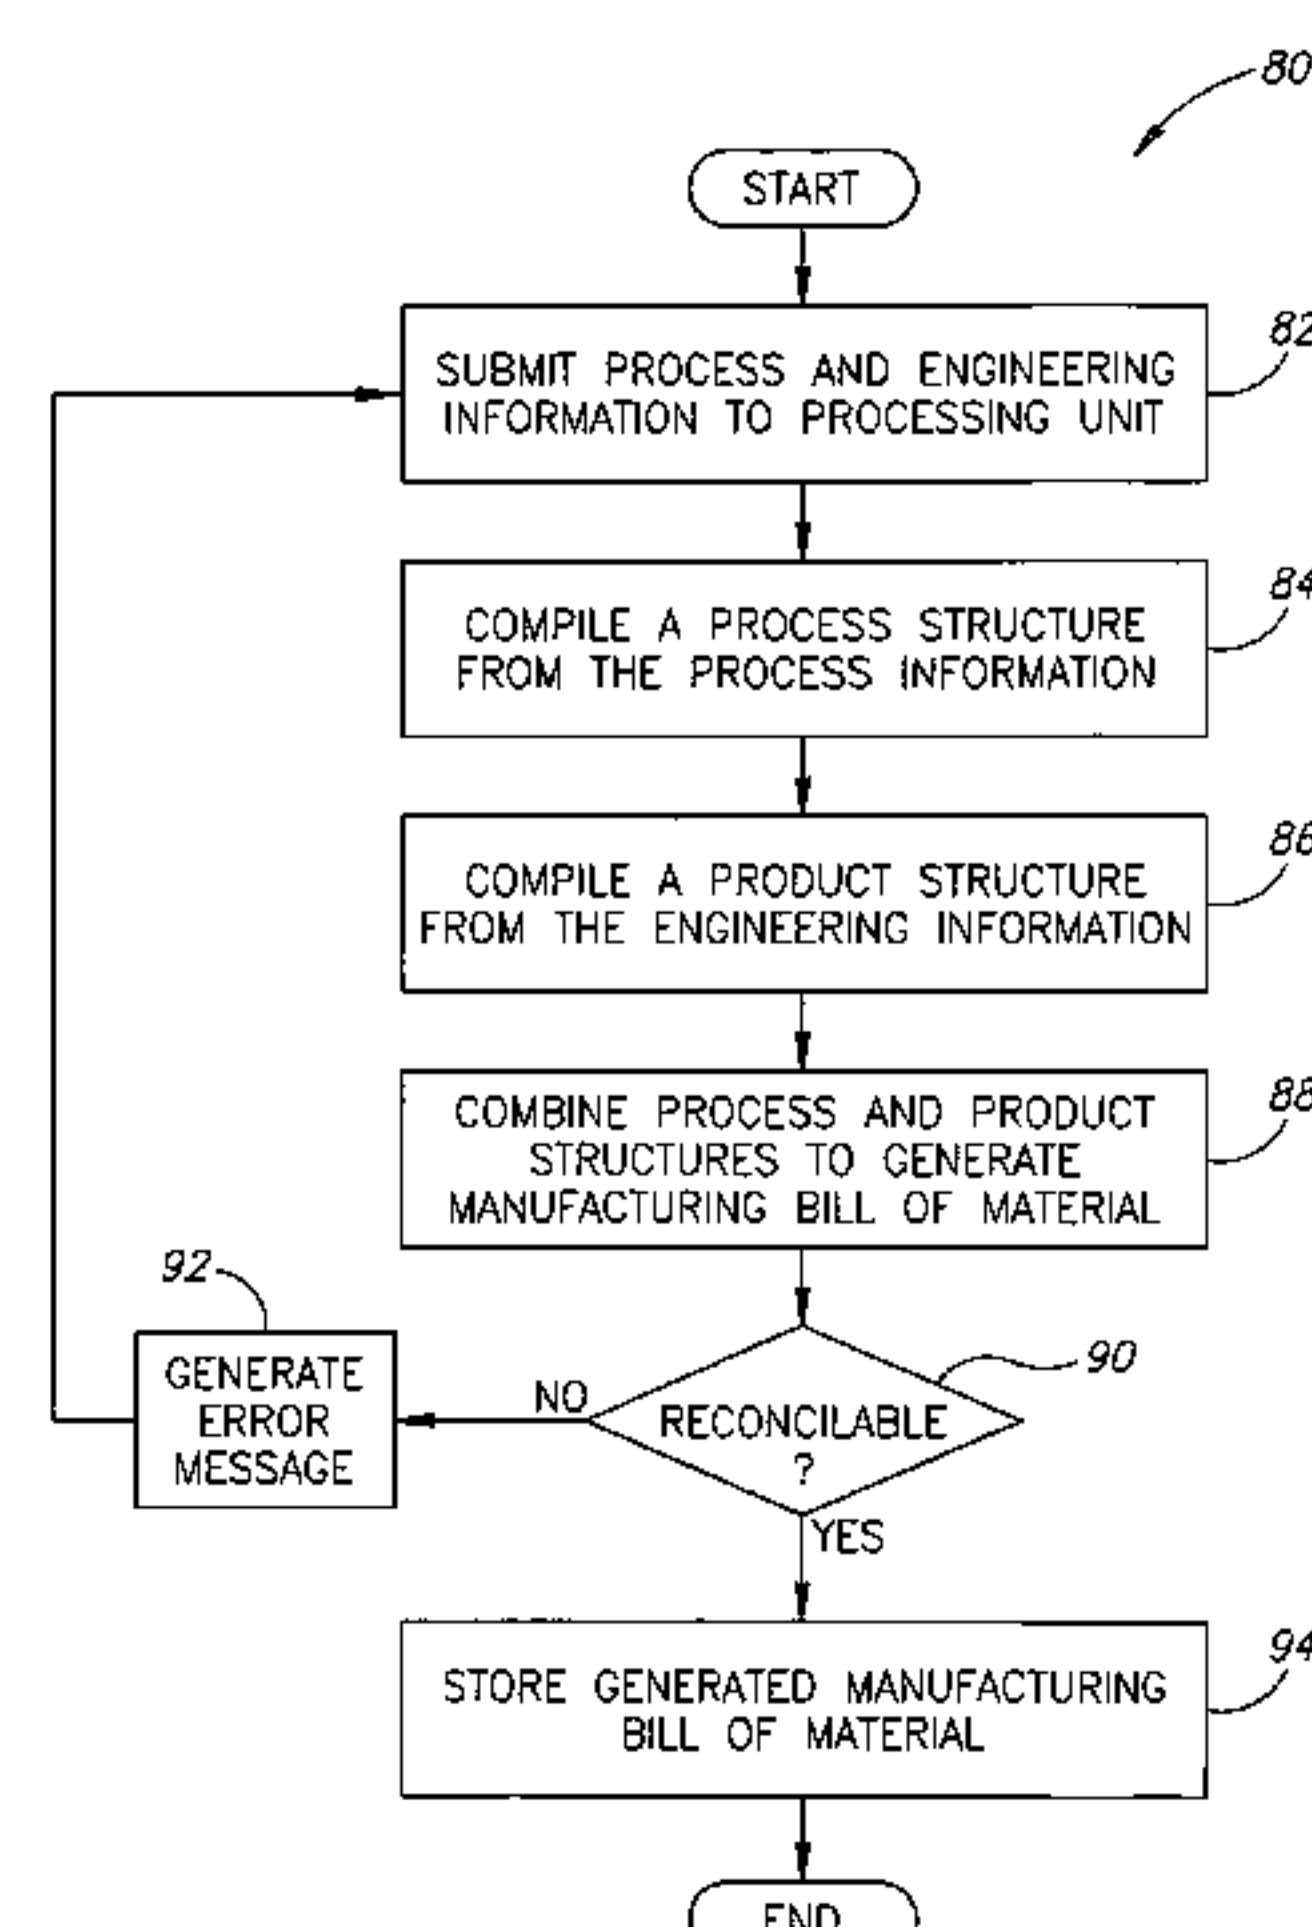 80
START
82
SUBMIT PROCESS AND ENGINEERING
INFORMATION TO PROCESSING UNIT
84
COMPILE A PROCESS STRUCTURE
FROM THE PROCESS INFORMATION
86
COMPILE A PRODUCT STRUCTURE
FROM THE ENGINEERING INFORMATION
88
COMBINE PROCESS AND PRODUCT
STRUCTURES TO GENERATE
MANUFACTURING BILL OF MATERIAL
92
GENERATE
ERROR
MESSAGE
NO
90
RECONCILABLE
?
YES
94
STORE GENERATED MANUFACTURING
BILL OF MATERIAL
END